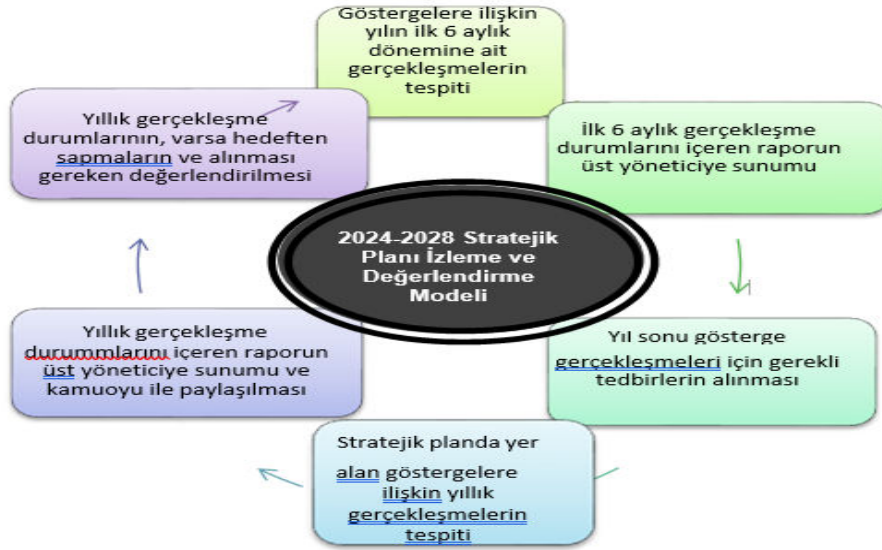 Göstergelere ilişkin
yılın ilk 6 aylık
dönemine ait
gerçekleşmelerin
tespiti
İlk 6 aylık gerçekleşme
durumlarını içeren raporun
üst yöneticiye sunumu
Yıl sonu gösterge
gerçekleşmeleri için gerekli
tedbirlerin alınması
Stratejik planda yer
alan göstergelere
ilişkin yıllık
gerçekleşmelerin
tespiti
Yıllık gerçekleşme
durummlarını içeren raporun
üst yöneticiye sunumu ve
kamuoyu ile paylaşılması
Yıllık gerçekleşme
durumlarının, varsa hedeften
sapmaların ve alınması
gereken değerlendirilmesi
2024-2028 Stratejik
Planı İzleme ve
Değerlendirme
Modeli